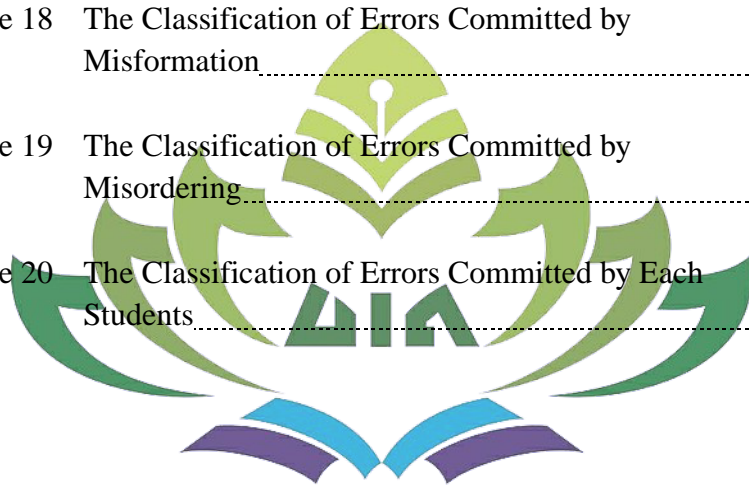 e 18 The Classification of Errors Committed by
Misformation
e 19 The Classification of Errors Committed by
Misordering
e 20 The Classification of Errors Committed by Each
Students
UIN